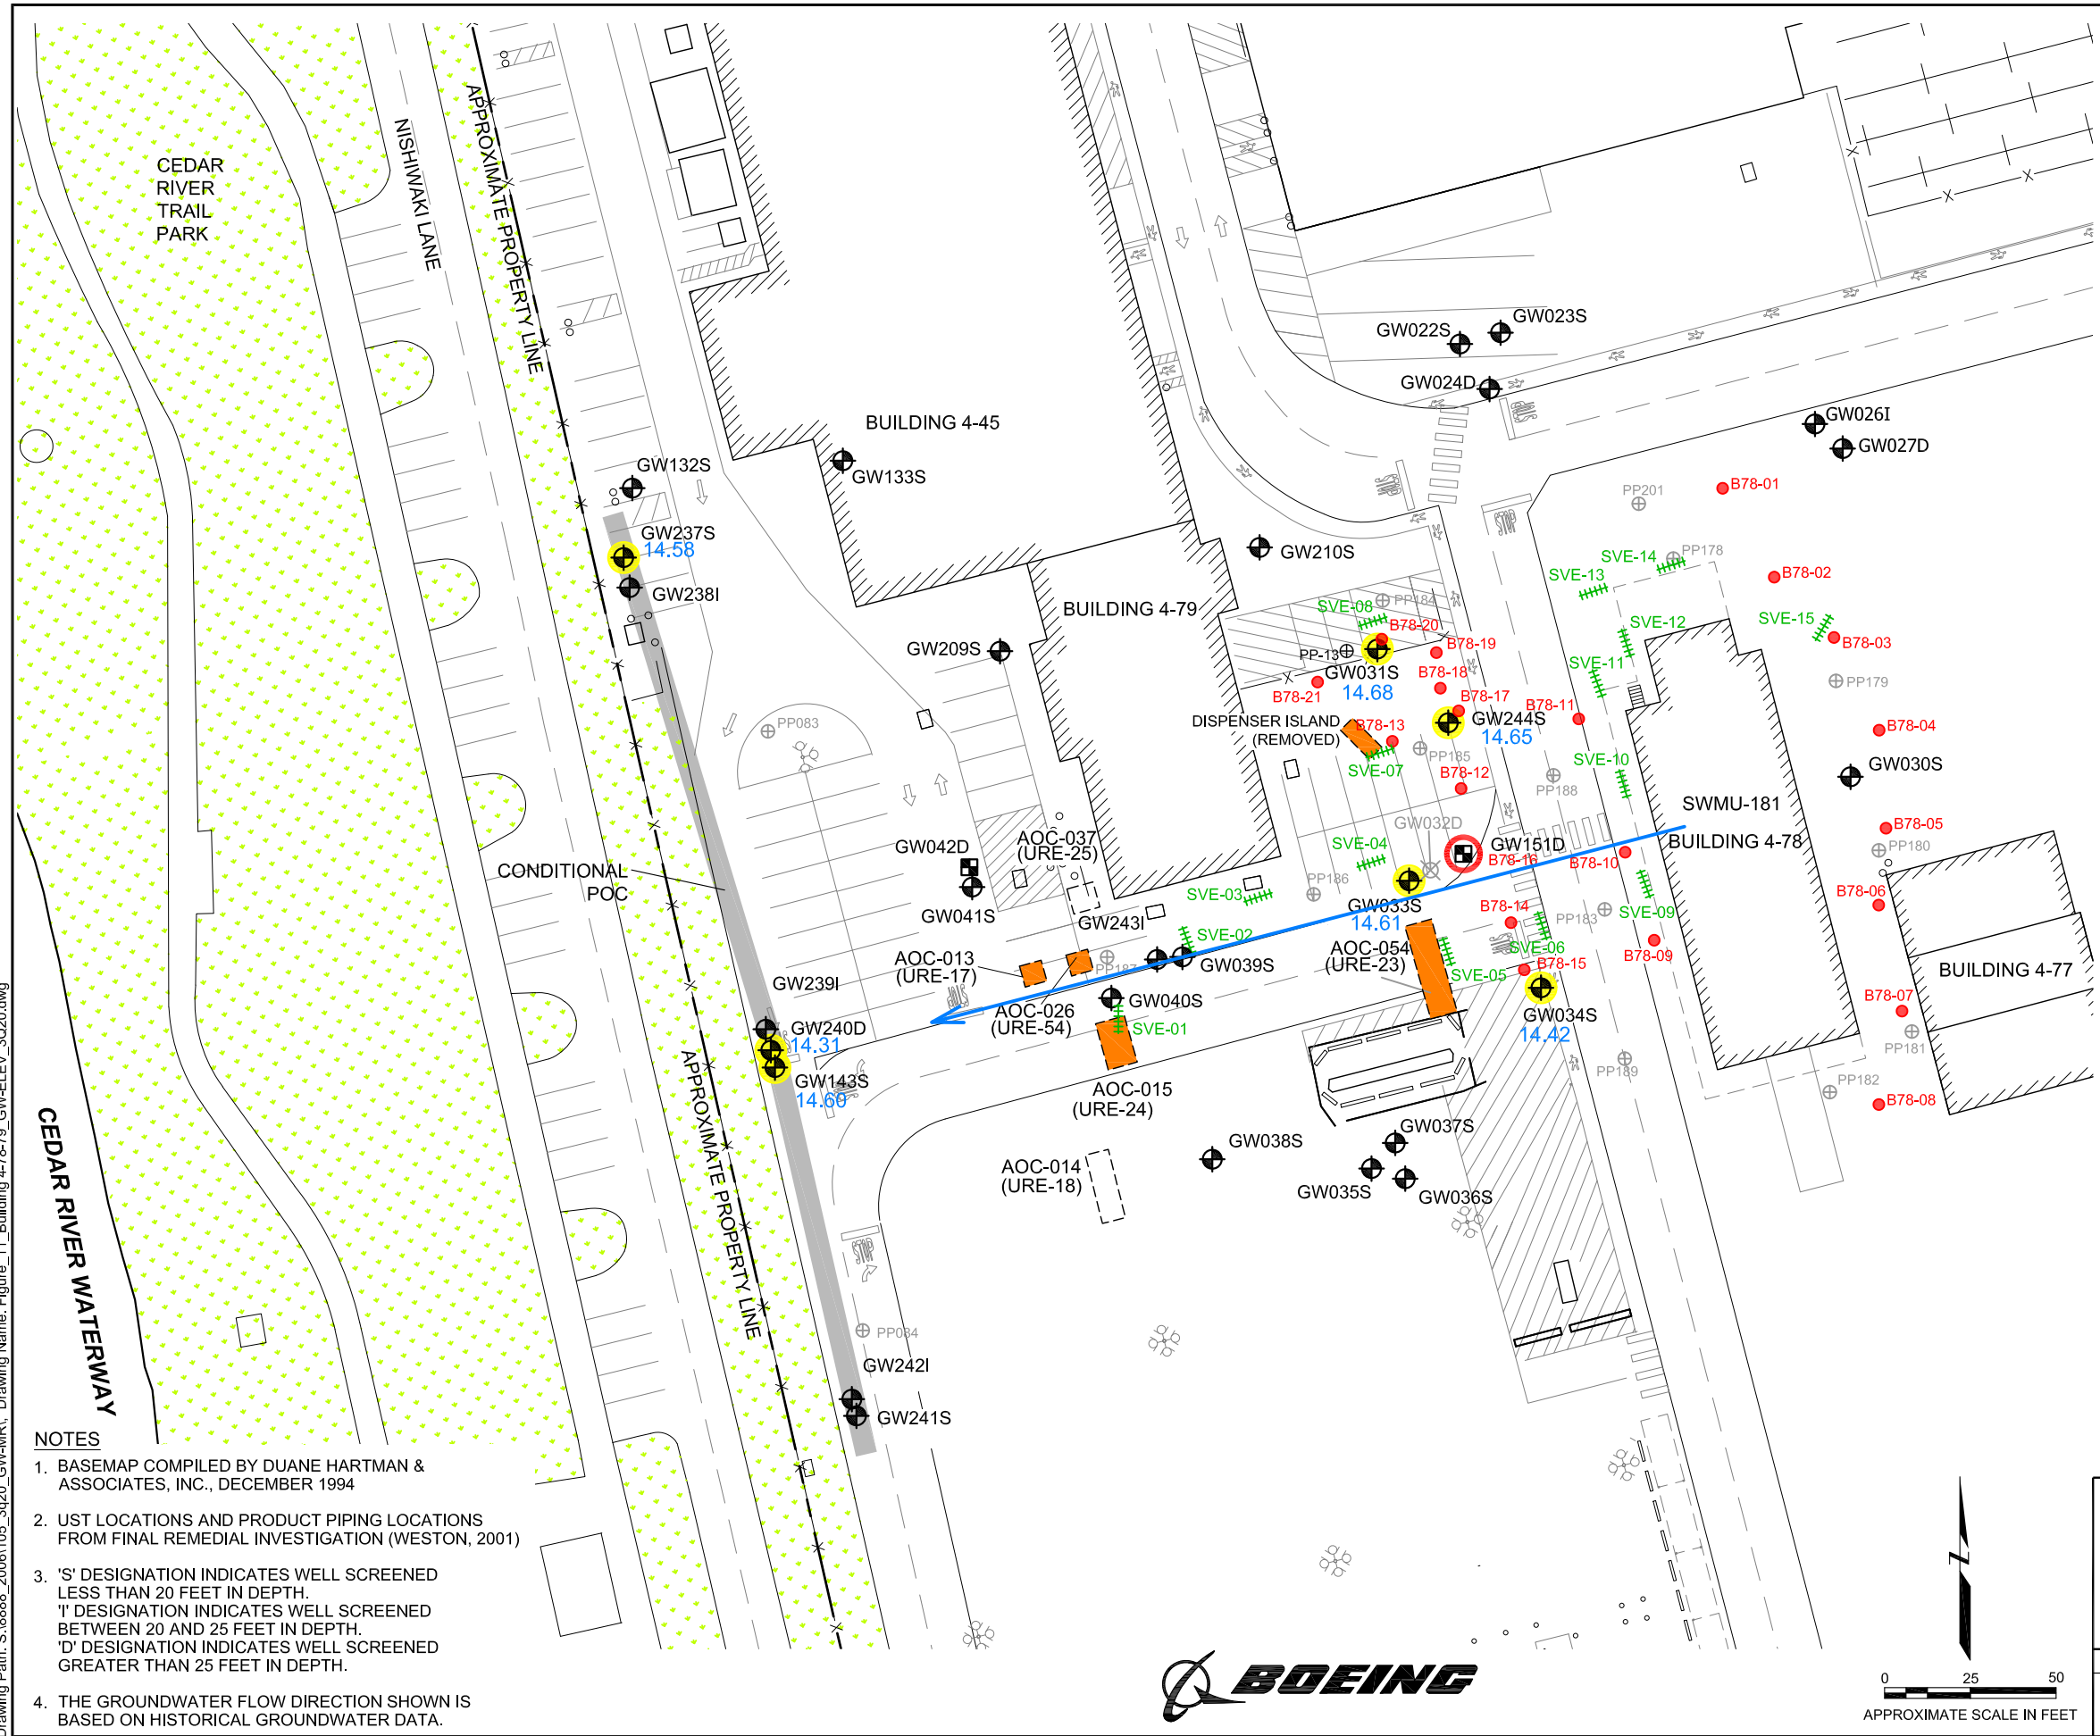 CEDAR
RIVER
TRAIL
PARK
NISHIWAKI LANE
APPROXIMATE PROPERTY LINE
BUILDING 4-45
GW022S
GW023S
GW024D
GW026I
GW027D
GW132S
GW133S
GW237S
14.58
GW238I
GW210S
PP201
B78-01
SVE-14
PP178
SVE-13
B78-02
BUILDING 4-79
SVE-08
PP184
SVE-12
SVE-15
B78-20
B78-03
GW209S
PP-13
B78-19
GW031S
SVE-11
B78-21
14.68
B78-18
PP179
B78-17
B78-11
PP083
DISPENSER ISLAND
(REMOVED)
B78-13
GW244S
14.65
B78-04
PP185
SVE-07
SVE-10
B78-12
PP188
GW030S
SWMU-181
GW032D
B78-05
AOC-037
(URE-25)
GW042D
SVE-04
GW151D
B78-16
BUILDING 4-78
B78-10
PP180
CONDITIONAL
POC
PP186
SVE-03
B78-06
GW041S
GW033S
14.61
B78-14
PP183
SVE-09
GW243I
SVE-02
AOC-054
(URE-23)
SVE-06
B78-09
AOC-013
(URE-17)
PP187
GW039S
SVE-05
B78-15
BUILDING 4-77
GW239I
GW040S
B78-07
AOC-026
(URE-54)
GW034S
14.42
GW240D
14.31
SVE-01
PP181
PP189
GW143S
14.60
AOC-015
(URE-24)
PP182
B78-08
STOP
STOP
STOP
STOP
STOP
STOP
STOP
GW037S
GW038S
AOC-014
(URE-18)
GW035S
GW036S
APPROXIMATE PROPERTY LINE
CEDAR RIVER WATERWAY
PP084
GW242I
GW241S
NOTES
1. BASEMAP COMPILED BY DUANE HARTMAN &
ASSOCIATES, INC., DECEMBER 1994
2. UST LOCATIONS AND PRODUCT PIPING LOCATIONS
FROM FINAL REMEDIAL INVESTIGATION (WESTON, 2001)
3. 'S' DESIGNATION INDICATES WELL SCREENED
LESS THAN 20 FEET IN DEPTH.
'I' DESIGNATION INDICATES WELL SCREENED
BETWEEN 20 AND 25 FEET IN DEPTH.
'D' DESIGNATION INDICATES WELL SCREENED
GREATER THAN 25 FEET IN DEPTH.
4. THE GROUNDWATER FLOW DIRECTION SHOWN IS
BASED ON HISTORICAL GROUNDWATER DATA.
BOEING
N
0 25 50
APPROXIMATE SCALE IN FEET